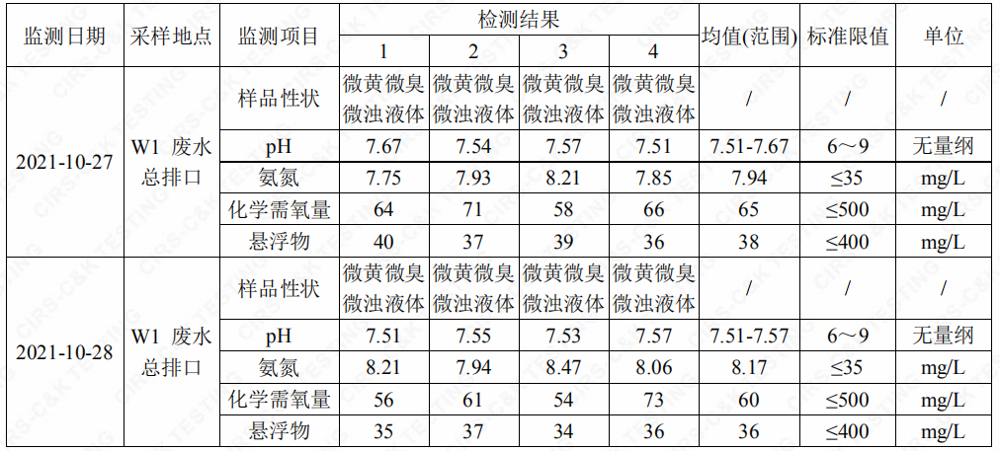 监测日期 采样地点 监测项目 检测结果 均值(范围) 标准限值 单位
1 2 3 4
2021-10-27 W1 废水总排口 样品性状 微黄微臭微浊液体 微黄微臭微浊液体 微黄微臭微浊液体 微黄微臭微浊液体 / / /
pH 7.67 7.54 7.57 7.51 7.51-7.67 6～9 无量纲
氨氮 7.75 7.93 8.21 7.85 7.94 ≤35 mg/L
化学需氧量 64 71 58 66 65 ≤500 mg/L
悬浮物 40 37 39 36 38 ≤400 mg/L
2021-10-28 W1 废水总排口 样品性状 微黄微臭微浊液体 微黄微臭微浊液体 微黄微臭微浊液体 微黄微臭微浊液体 / / /
pH 7.51 7.55 7.53 7.57 7.51-7.57 6～9 无量纲
氨氮 8.21 7.94 8.47 8.06 8.17 ≤35 mg/L
化学需氧量 56 61 54 73 60 ≤500 mg/L
悬浮物 35 37 34 36 36 ≤400 mg/L
CIRS-C&K TESTING